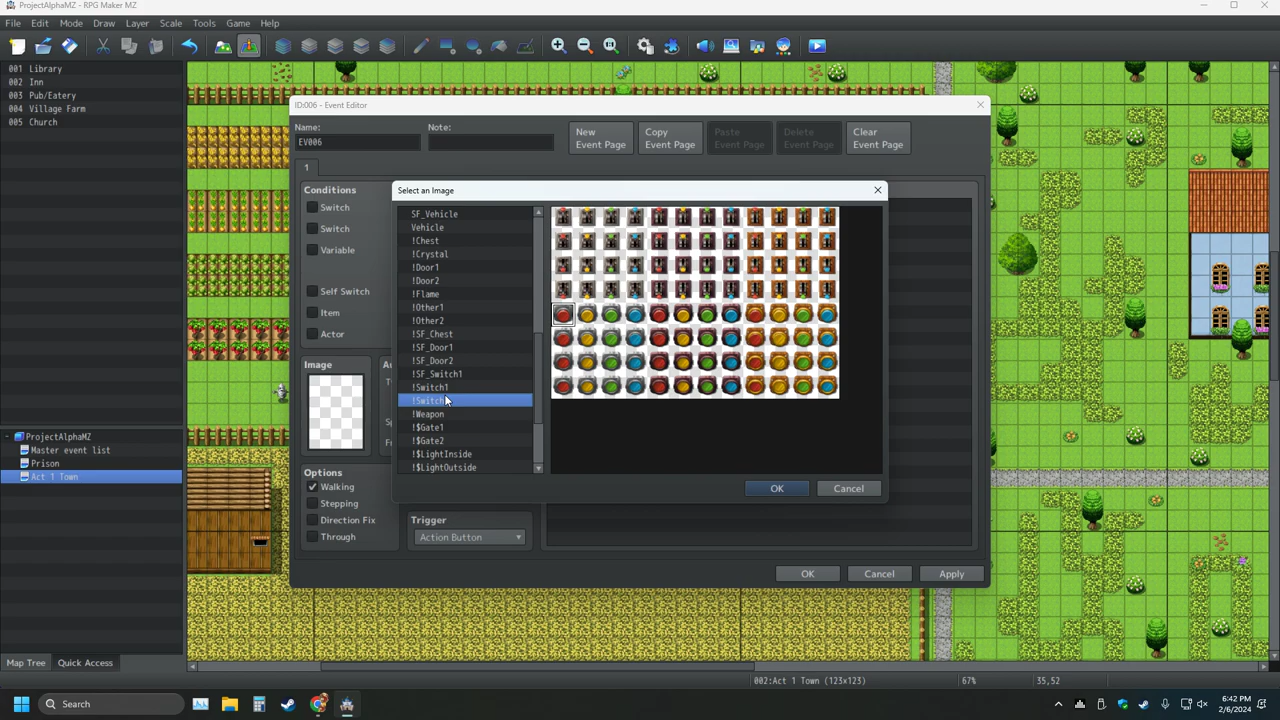 ProjectAlphaMZ - RPG Maker MZ
File Edit Mode Draw Layer Scale Tools Game Help
001 Library
002 Inn
003 Pub/Eatery
004 Village Farm
005 Church
ID:006 - Event Editor
Name: Note:
EV006
New Event Page
Copy Event Page
Paste Event Page
Delete Event Page
Clear Event Page
1
Conditions
Switch
Switch
Variable
Self Switch
Item
Actor
Image
Options
Walking
Stepping
Direction Fix
Through
Trigger
Action Button
Select an Image
SF_Vehicle
Vehicle
!Chest
!Crystal
!Door1
!Door2
!Flame
!Other1
!Other2
!SF_Chest
!SF_Door1
!SF_Door2
!SF_Switch1
!Switch1
!Switch
!Weapon
!$Gate1
!$Gate2
!$LightInside
!$LightOutside
OK Cancel
OK Cancel Apply
ProjectAlphaMZ
Master event list
Prison
Act 1 Town
Map Tree Quick Access
002:Act 1 Town (123x123) 67% 35,52
Search
6:42 PM
2/6/2024